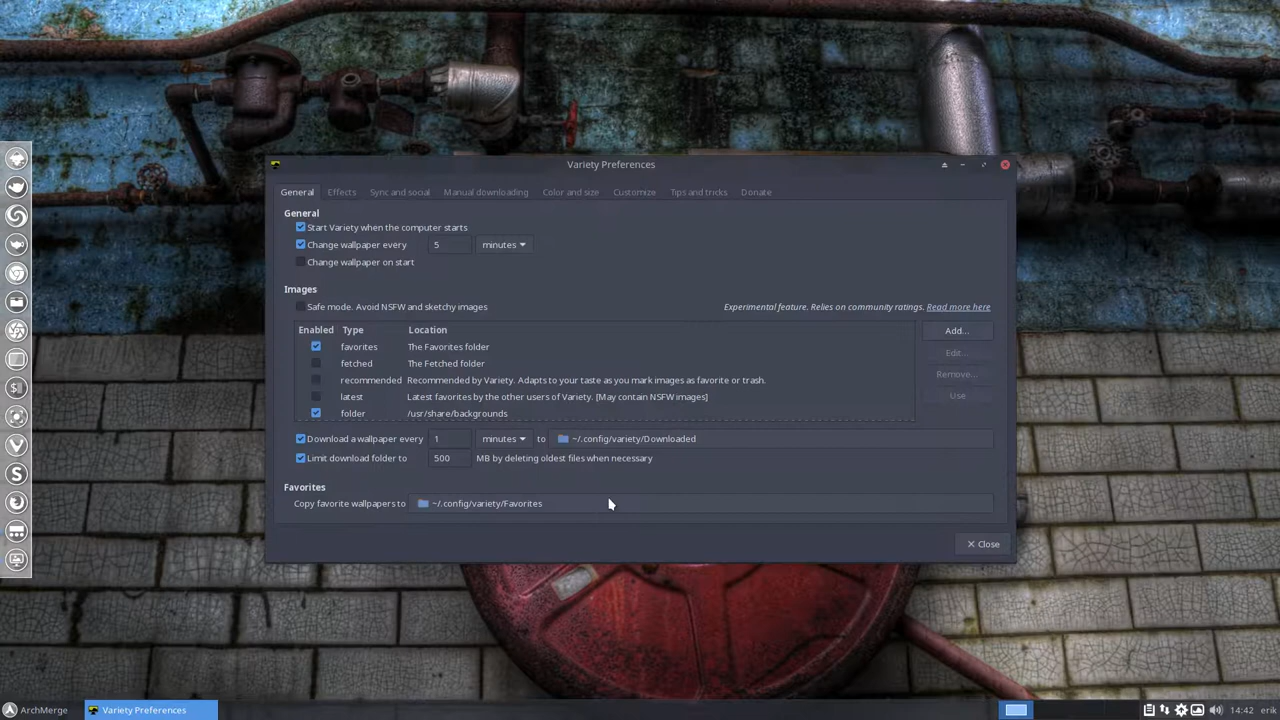 Variety Preferences
General Effects Sync and social Manual downloading Color and size Customize Tips and tricks Donate
General
Start Variety when the computer starts
Change wallpaper every 5 minutes
Change wallpaper on start
Images
Safe mode. Avoid NSFW and sketchy images Experimental feature. Relies on community ratings. Read more here
Enabled Type Location Add...
favorites The Favorites folder
Edit...
fetched The Fetched folder
Remove...
recommended Recommended by Variety. Adapts to your taste as you mark images as favorite or trash.
latest Latest favorites by the other users of Variety. [May contain NSFW images] Use
folder /usr/share/backgrounds
Download a wallpaper every 1 minutes to ~/.config/variety/Downloaded
Limit download folder to 500 MB by deleting oldest files when necessary
Favorites
Copy favorite wallpapers to ~/.config/variety/Favorites
Close
ArchMerge Variety Preferences 14:42 erik